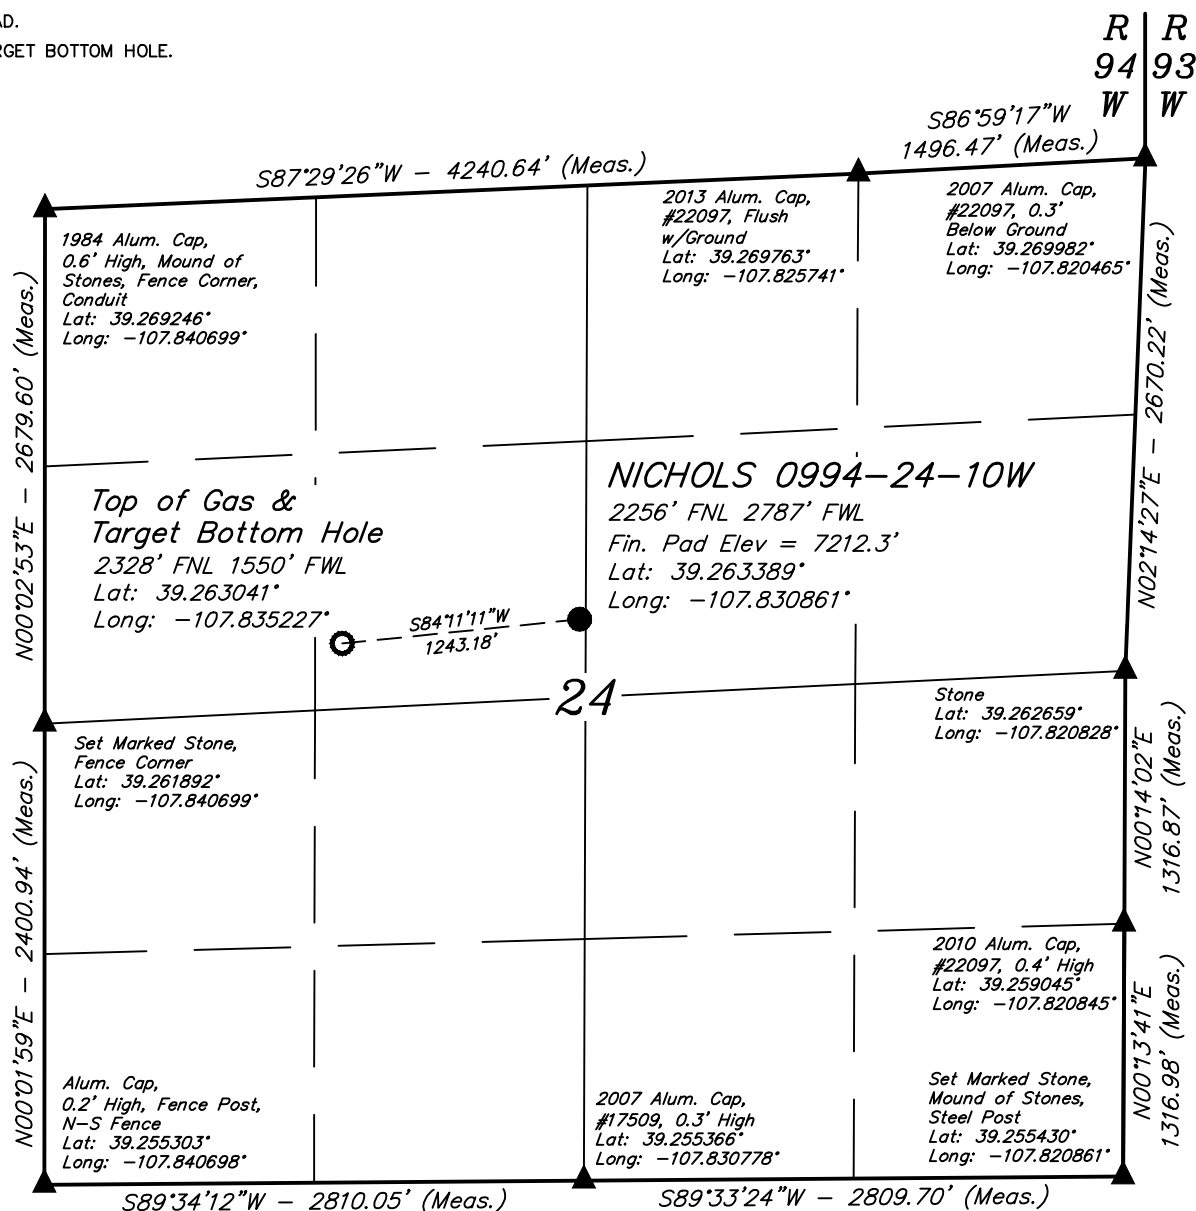 AD.
RGET BOTTOM HOLE.
R R
94 93
W W
S86°59'17"W
1496.47' (Meas.)
S87°29'26"W – 4240.64' (Meas.)
1984 Alum. Cap,
0.6' High, Mound of
Stones, Fence Corner,
Conduit
Lat: 39.269246°
Long: –107.840699°
2013 Alum. Cap,
#22097, Flush
w/Ground
Lat: 39.269763°
Long: –107.825741°
2007 Alum. Cap,
#22097, 0.3'
Below Ground
Lat: 39.269982°
Long: –107.820465°
N00°02'53"E – 2679.60' (Meas.)
N02°14'27"E – 2670.22' (Meas.)
Top of Gas &
Target Bottom Hole
2328' FNL 1550' FWL
Lat: 39.263041°
Long: –107.835227°
NICHOLS 0994–24–10W
2256' FNL 2787' FWL
Fin. Pad Elev = 7212.3'
Lat: 39.263389°
Long: –107.830861°
S84°11'11"W
1243.18'
24
Stone
Lat: 39.262659°
Long: –107.820828°
Set Marked Stone,
Fence Corner
Lat: 39.261892°
Long: –107.840699°
N00°01'59"E – 2400.94' (Meas.)
N00°14'02"E
1316.87' (Meas.)
2010 Alum. Cap,
#22097, 0.4' High
Lat: 39.259045°
Long: –107.820845°
N00°13'41"E
1316.98' (Meas.)
Alum. Cap,
0.2' High, Fence Post,
N–S Fence
Lat: 39.255303°
Long: –107.840698°
2007 Alum. Cap,
#17509, 0.3' High
Lat: 39.255366°
Long: –107.830778°
Set Marked Stone,
Mound of Stones,
Steel Post
Lat: 39.255430°
Long: –107.820861°
S89°34'12"W – 2810.05' (Meas.)
S89°33'24"W – 2809.70' (Meas.)